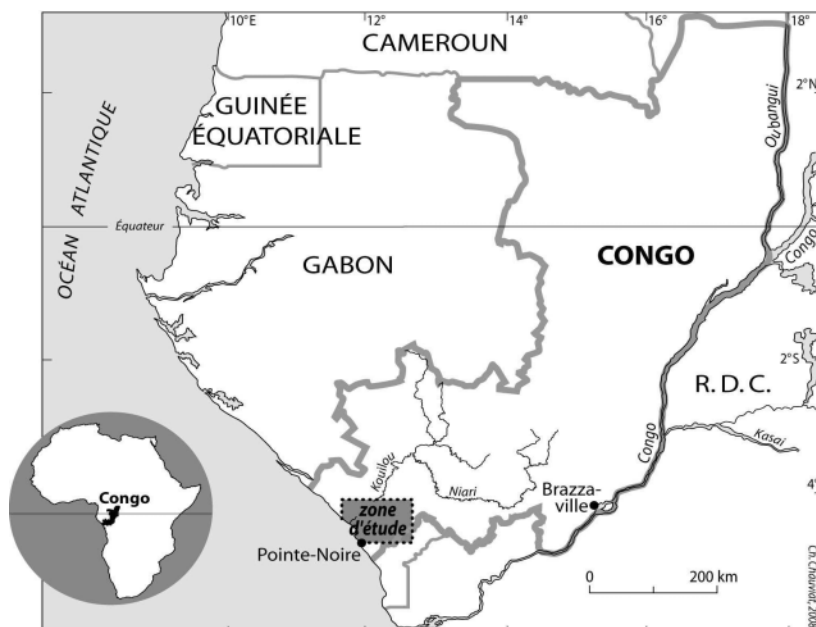 10°E
12°
14°
16°
18°
CAMEROUN
2°N
GUINÉE
ÉQUATORIALE
Oubangui
OCÉAN ATLANTIQUE
Équateur
Congo
GABON
CONGO
2°S
R. D. C.
Kasaï
Congo
Kouilou
Niari
Brazza-
ville
4°
Congo
zone
d'étude
Pointe-Noire
0
200 km